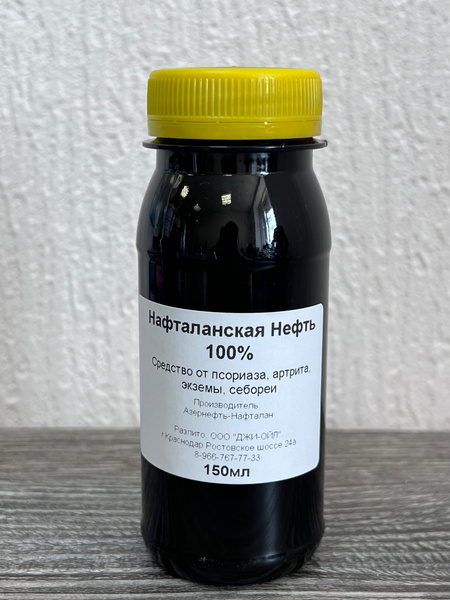 Нафталанская Нефть
100%
Средство от псориаза, артрита,
экземы, себореи
Производитель
Азернефть-Нафталан
Разлито ООО "ДЖИ-ОЙЛ"
г.Краснодар Ростовское шоссе 24а
8-966-767-77-33
150мл